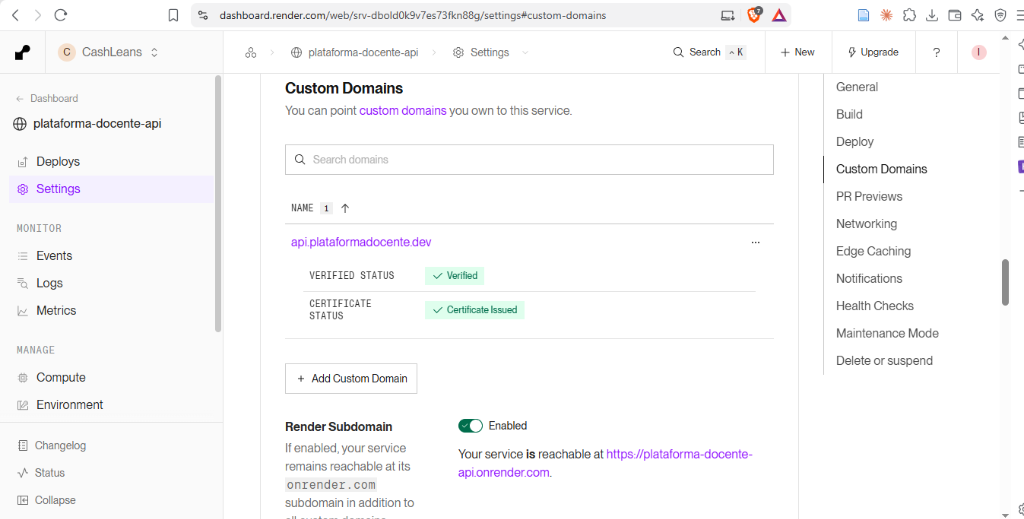 dashboard.render.com/web/srv-dbold0k9v7es73fkn88g/settings#custom-domains
7
C CashLeans
plataforma-docente-api
Settings
Search
K
+ New
Upgrade
?
I
← Dashboard
plataforma-docente-api
Deploys
Settings
MONITOR
Events
Logs
Metrics
MANAGE
Compute
Environment
Changelog
Status
Collapse
Custom Domains
You can point custom domains you own to this service.
Search domains
NAME 1 ↑
api.plataformadocente.dev
...
VERIFIED STATUS
Verified
CERTIFICATE
STATUS
Certificate Issued
+ Add Custom Domain
Render Subdomain
If enabled, your service
remains reachable at its
onrender.com
subdomain in addition to
Enabled
Your service is reachable at https://plataforma-docente-
api.onrender.com.
General
Build
Deploy
Custom Domains
PR Previews
Networking
Edge Caching
Notifications
Health Checks
Maintenance Mode
Delete or suspend